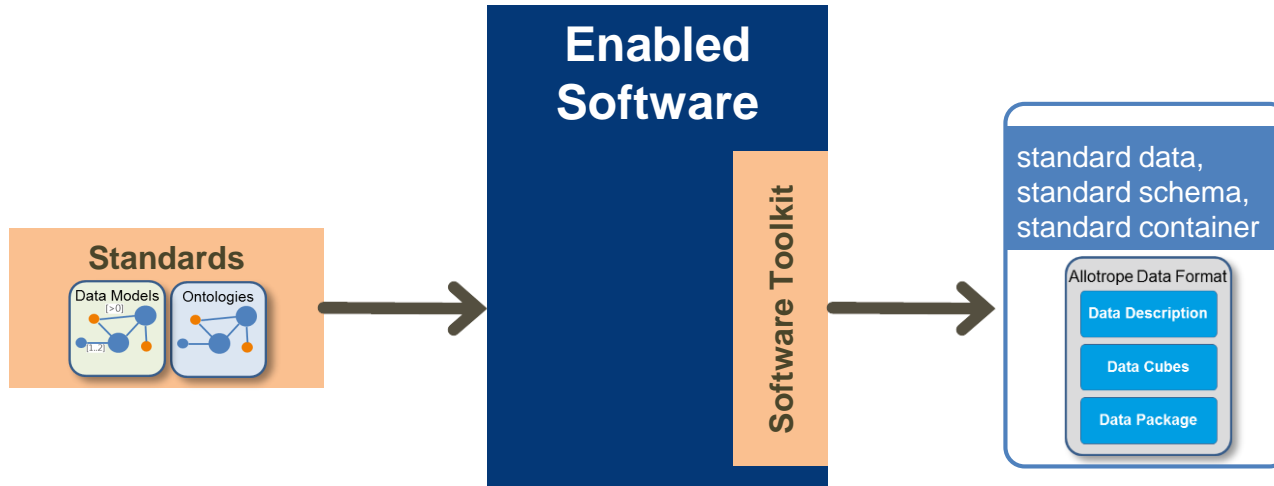 Standards
Data Models
[>0]
[1..2]
Ontologies
Enabled
Software
Software Toolkit
standard data,
standard schema,
standard container
Allotrope Data Format
Data Description
Data Cubes
Data Package